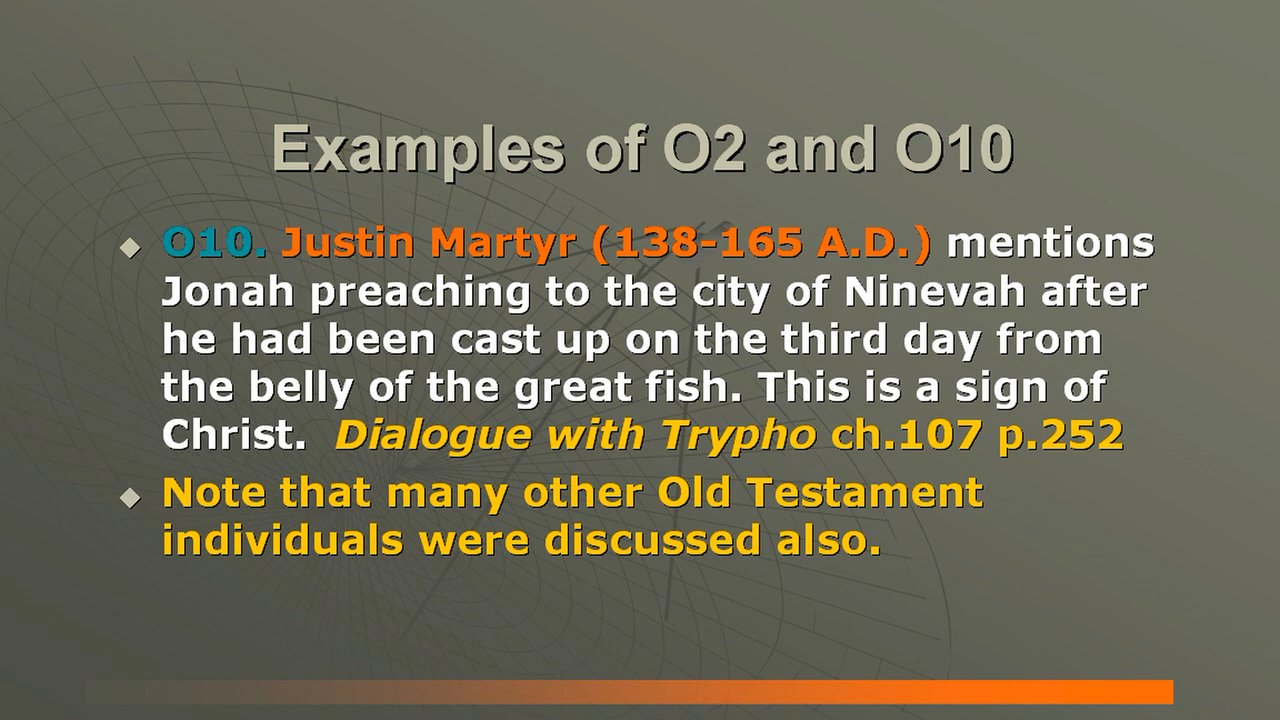 Examples of O2 and O10
O10. Justin Martyr (138-165 A.D.) mentions
Jonah preaching to the city of Ninevah after
he had been cast up on the third day from
the belly of the great fish. This is a sign of
Christ.  Dialogue with Trypho ch.107 p.252
Note that many other Old Testament
individuals were discussed also.